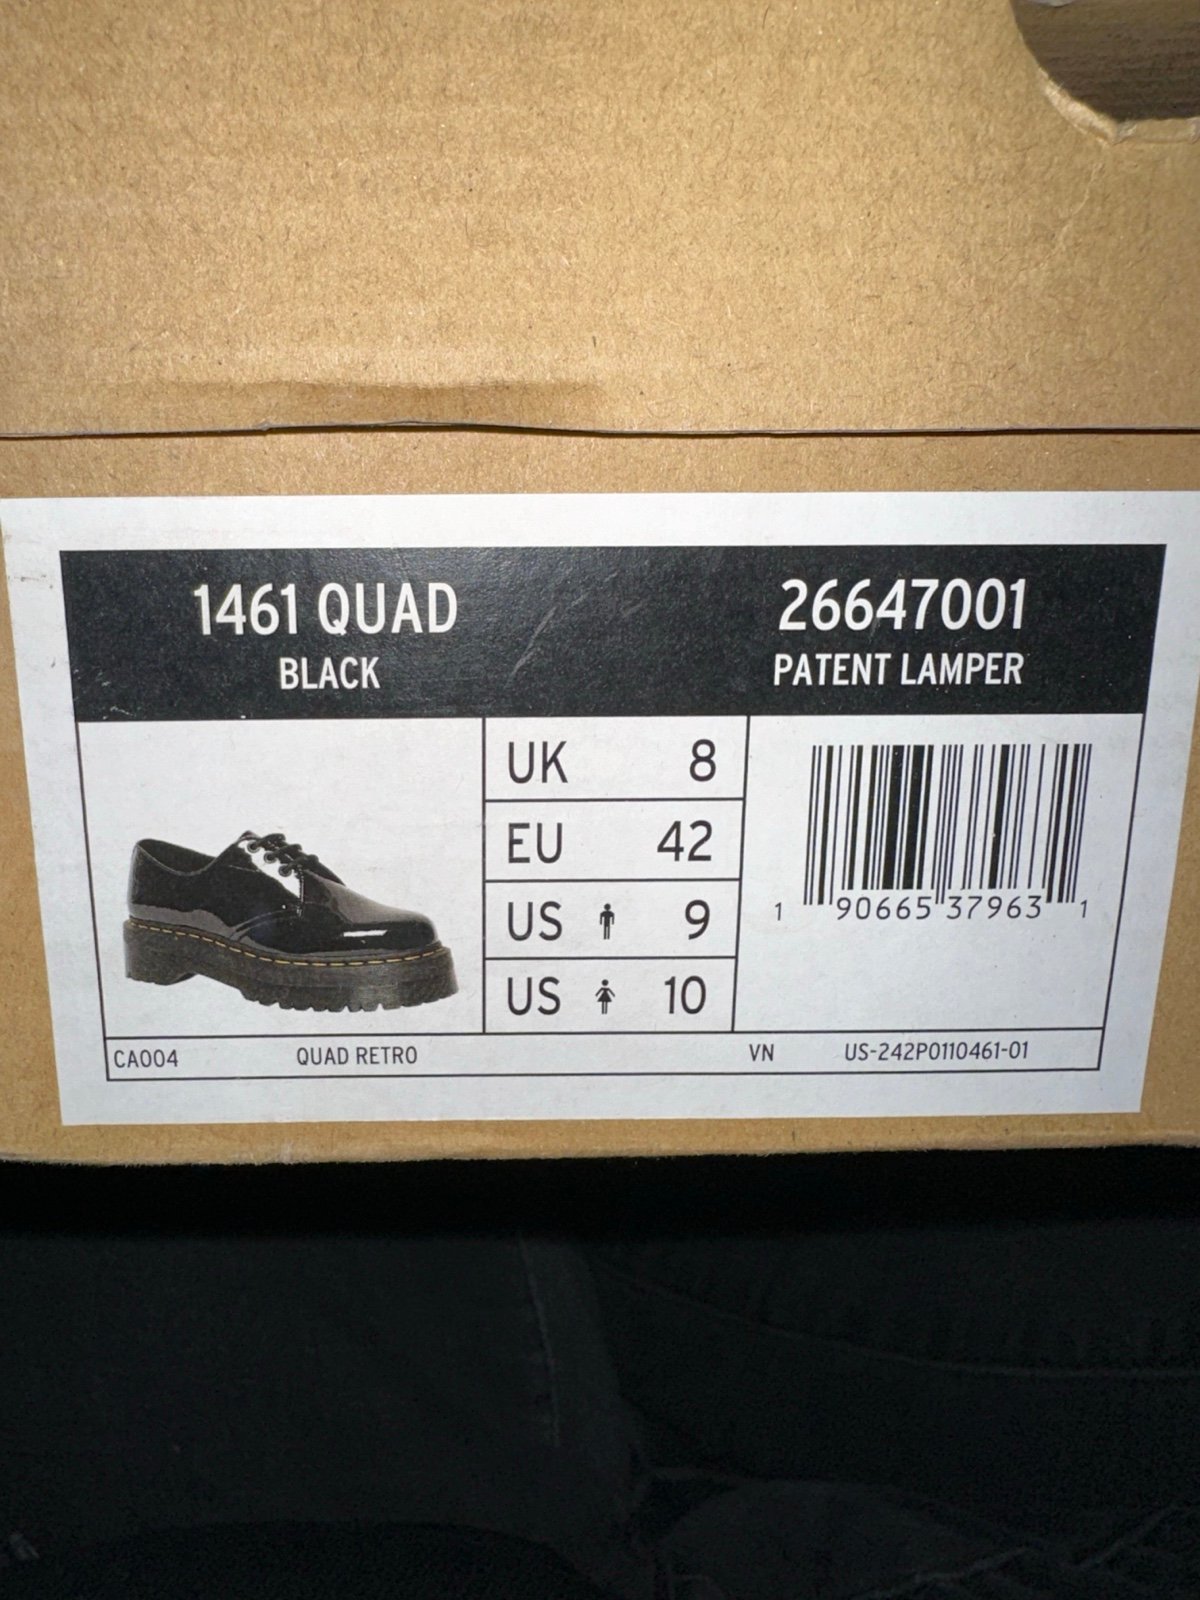 1461 QUAD 26647001
BLACK PATENT LAMPER
UK 8
EU 42
US 9
US 10
1 90665 37963 1
CA004 QUAD RETRO VN US-242P0110461-01